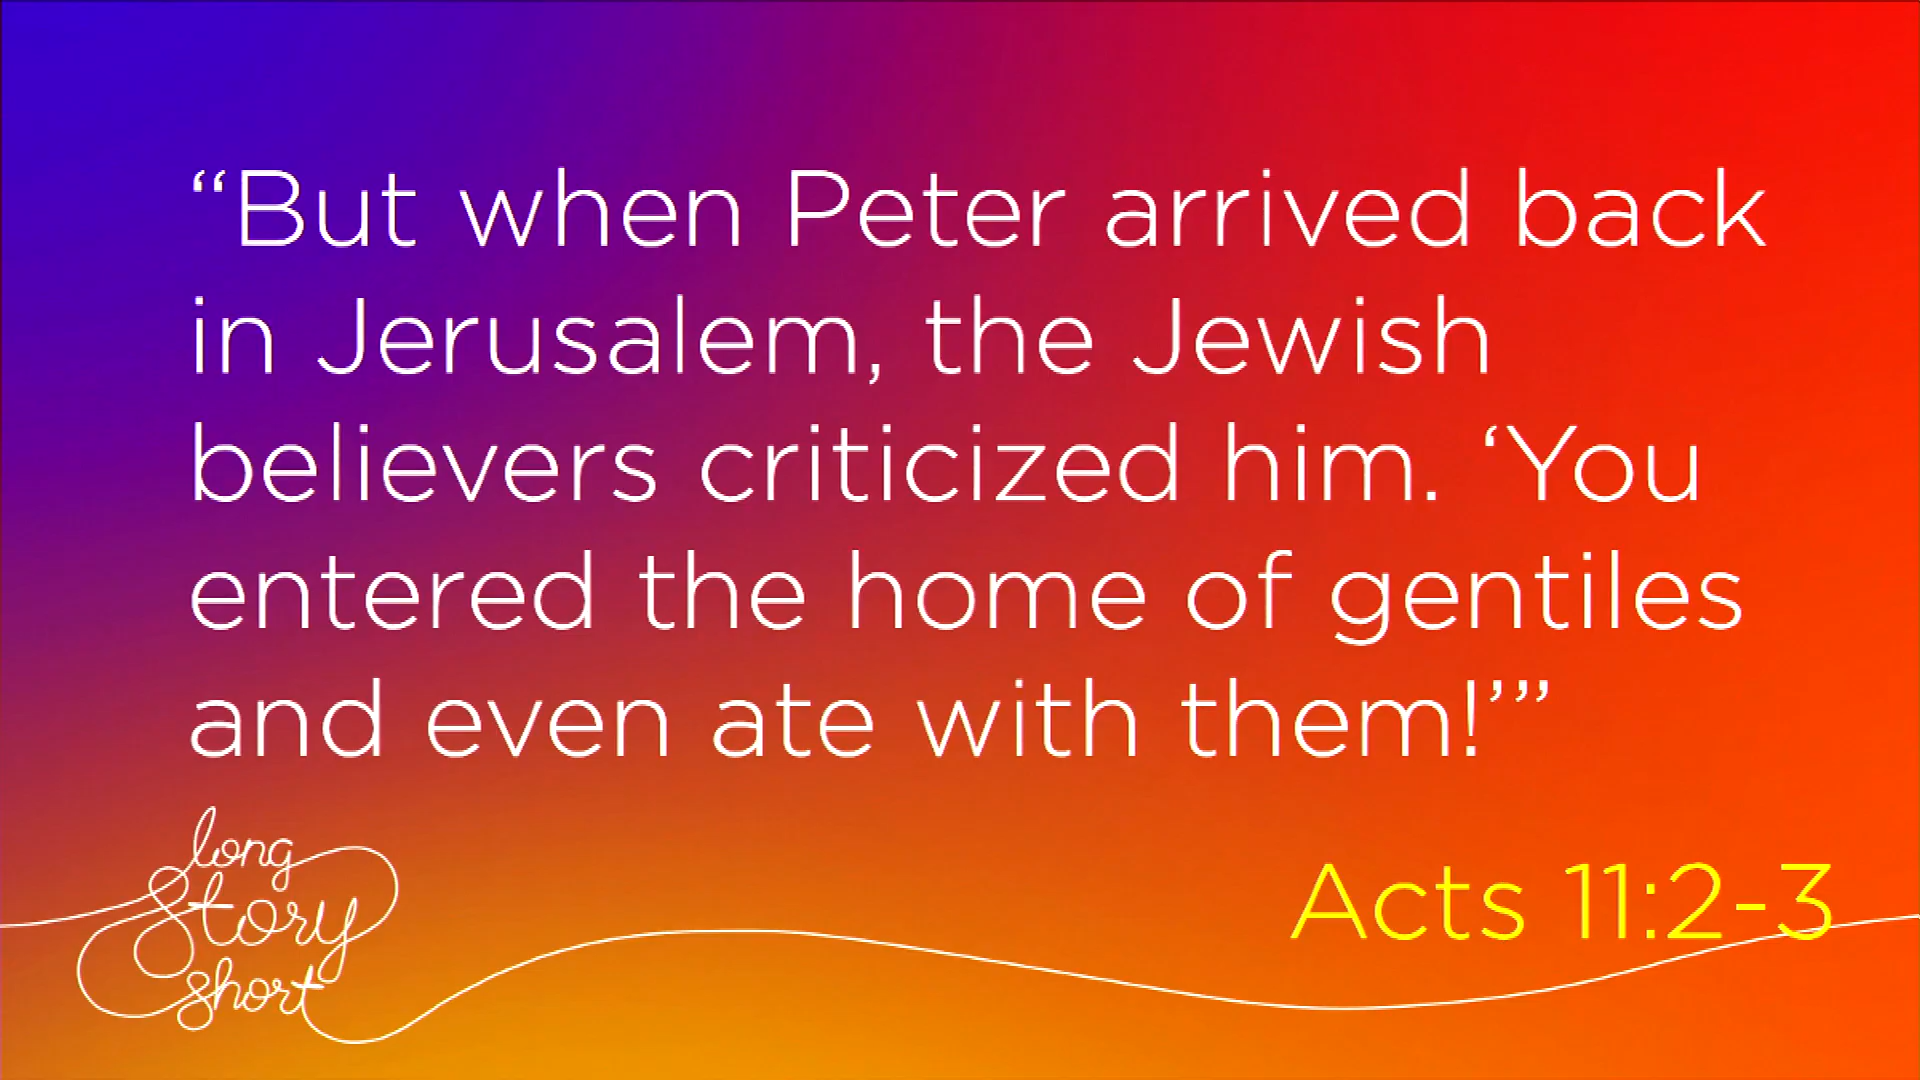 “But when Peter arrived back
in Jerusalem, the Jewish
believers criticized him. ‘You
entered the home of gentiles
and even ate with them!’”
Acts 11:2-3
long
Story
short